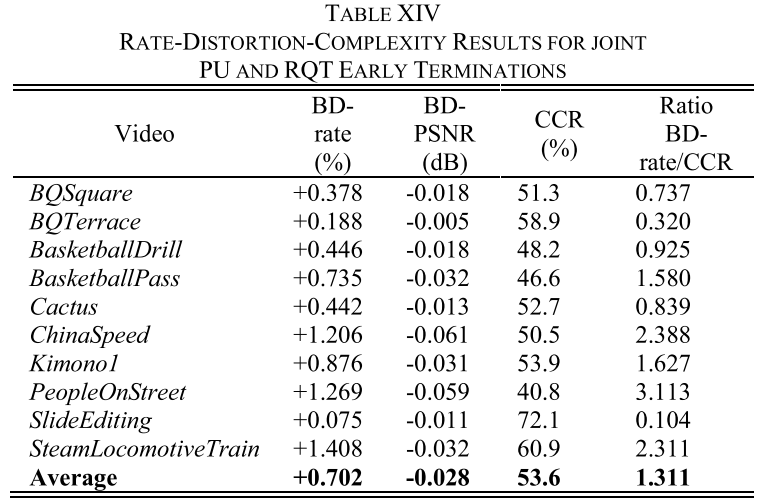 TABLE XIV
RATE-DISTORTION-COMPLEXITY RESULTS FOR JOINT
PU AND RQT EARLY TERMINATIONS
Video BD-rate (%) BD-PSNR (dB) CCR (%) Ratio BD-rate/CCR
BQSquare +0.378 -0.018 51.3 0.737
BQTerrace +0.188 -0.005 58.9 0.320
BasketballDrill +0.446 -0.018 48.2 0.925
BasketballPass +0.735 -0.032 46.6 1.580
Cactus +0.442 -0.013 52.7 0.839
ChinaSpeed +1.206 -0.061 50.5 2.388
Kimono1 +0.876 -0.031 53.9 1.627
PeopleOnStreet +1.269 -0.059 40.8 3.113
SlideEditing +0.075 -0.011 72.1 0.104
SteamLocomotiveTrain +1.408 -0.032 60.9 2.311
Average +0.702 -0.028 53.6 1.311